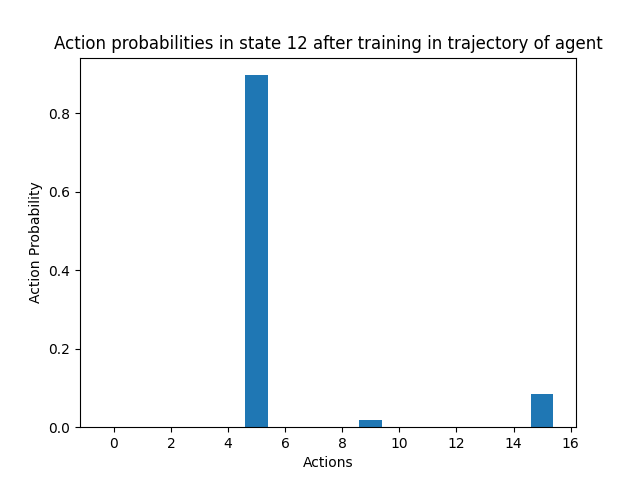 Action probabilities in state 12 after training in trajectory of agent
Action Probability
0.8
0.6
0.4
0.2
0.0
0 2 4 6 8 10 12 14 16
Actions